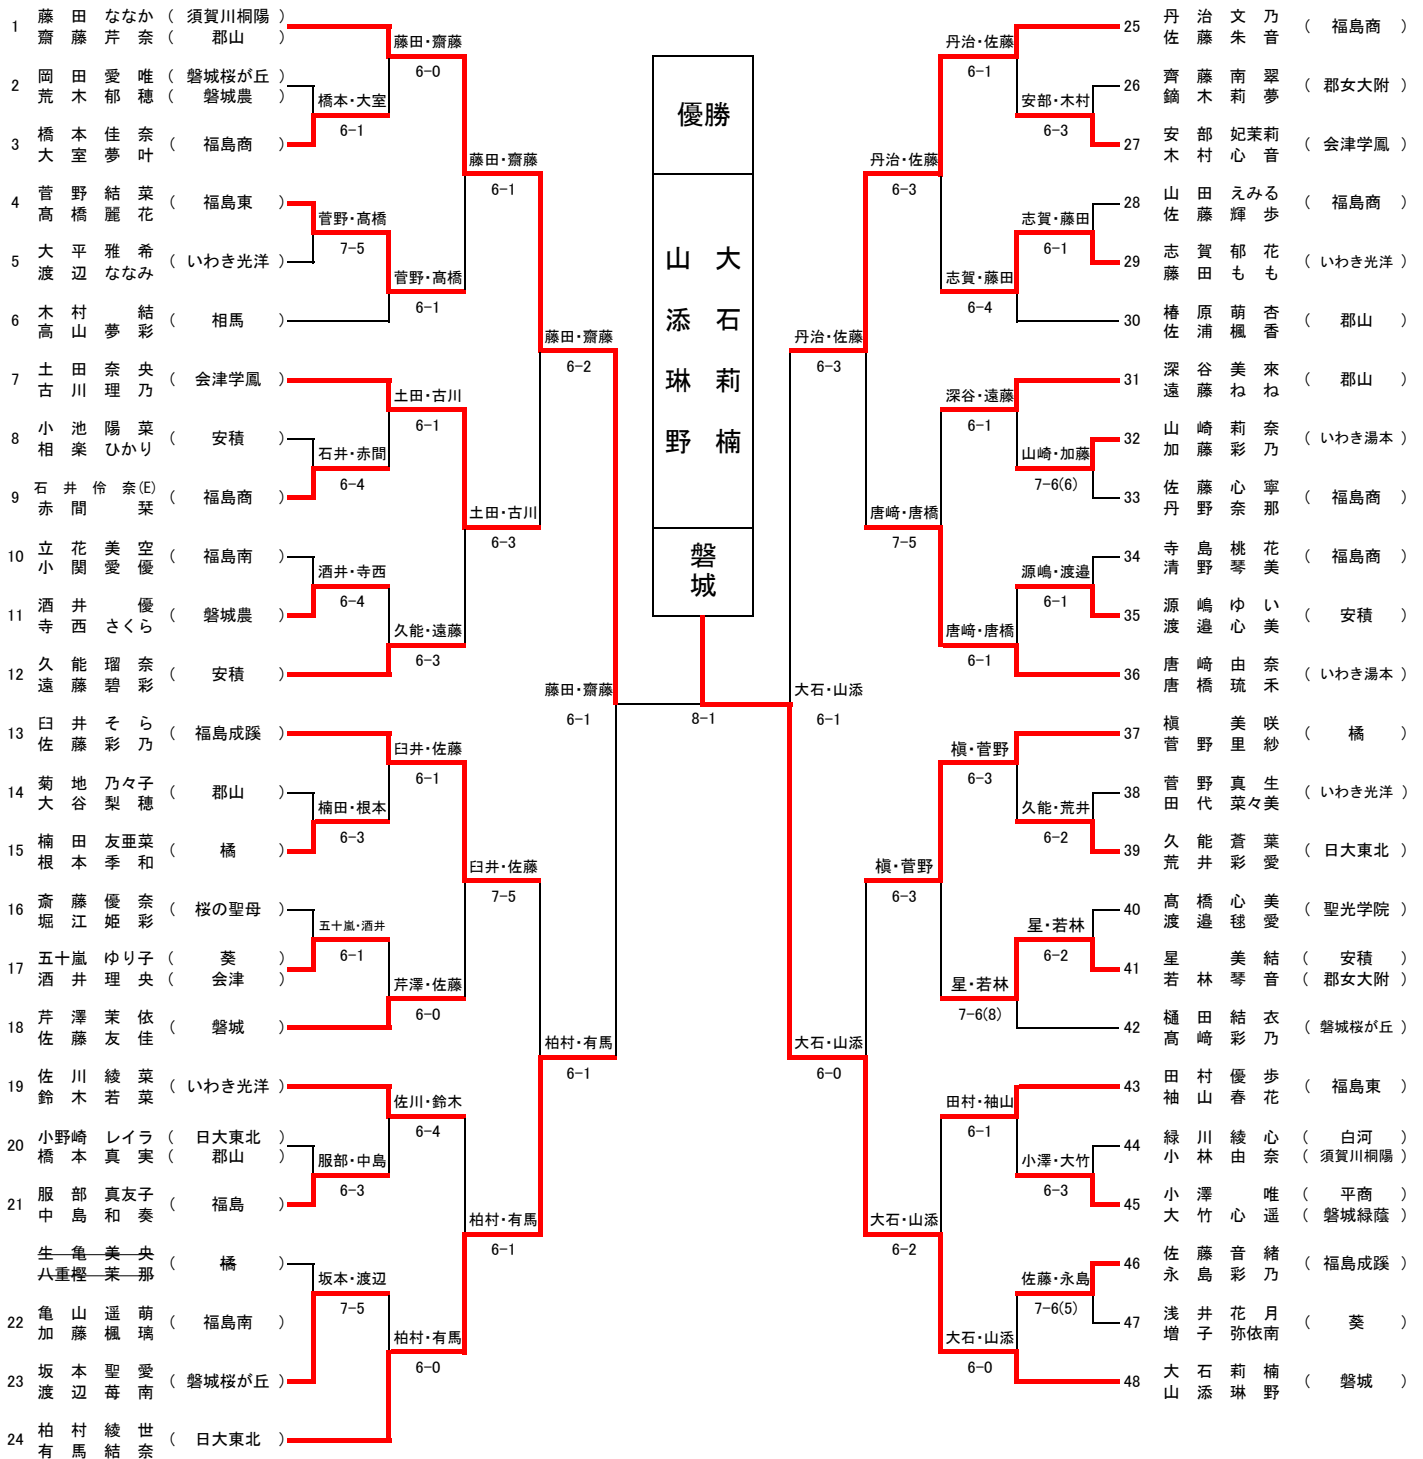 1 藤田 ななか ( 須賀川桐陽 )
齋藤 芹奈 ( 郡山 )
2 岡田 愛唯 ( 磐城桜が丘 )
荒木 郁穂 ( 磐城農 )
3 橋本 佳奈 ( 福島商 )
大室 夢叶
4 菅野 結菜 ( 福島東 )
髙橋 麗花
5 大平 雅希 ( いわき光洋 )
渡辺 ななみ
6 木村 結 ( 相馬 )
高山 夢彩
7 土田 奈央 ( 会津学鳳 )
古川 理乃
8 小池 陽菜 ( 安積 )
相楽 ひかり
9 石井 伶奈(E) ( 福島商 )
赤間 栞
10 立花 美空 ( 福島南 )
小関 愛優
11 酒井 優 ( 磐城農 )
寺西 さくら
12 久能 瑠奈 ( 安積 )
遠藤 碧彩
13 臼井 そら ( 福島成蹊 )
佐藤 彩乃
14 菊地 乃々子 ( 郡山 )
大谷 梨穂
15 楠田 友亜菜 ( 橘 )
根本 季和
16 斎藤 優奈 ( 桜の聖母 )
堀江 姫彩
17 五十嵐 ゆり子 ( 葵 )
酒井 理央 ( 会津 )
18 芹澤 茉依 ( 磐城 )
佐藤 友佳
19 佐川 綾菜 ( いわき光洋 )
鈴木 若菜
20 小野崎 レイラ ( 日大東北 )
橋本 真実 ( 郡山 )
21 服部 真友子 ( 福島 )
中島 和奏
生亀 美央 ( 橘 )
八重樫 茉那
22 亀山 遥萌 ( 福島南 )
加藤 楓璃
23 坂本 聖愛 ( 磐城桜が丘 )
渡辺 苺南
24 柏村 綾世 ( 日大東北 )
有馬 結奈
藤田・齋藤
6-0
橋本・大室
6-1
藤田・齋藤
6-1
菅野・髙橋
7-5
菅野・髙橋
6-1
藤田・齋藤
6-2
土田・古川
6-1
石井・赤間
6-4
土田・古川
6-3
酒井・寺西
6-4
久能・遠藤
6-3
藤田・齋藤
6-1
臼井・佐藤
6-1
楠田・根本
6-3
臼井・佐藤
7-5
五十嵐・酒井
6-1
芹澤・佐藤
6-0
柏村・有馬
6-1
佐川・鈴木
6-4
服部・中島
6-3
柏村・有馬
6-1
坂本・渡辺
7-5
柏村・有馬
6-0
優勝
大石莉楠
山添琳野
磐城
8-1
丹治・佐藤
6-1
安部・木村
6-3
丹治・佐藤
6-3
志賀・藤田
6-1
志賀・藤田
6-4
丹治・佐藤
6-3
深谷・遠藤
6-1
山崎・加藤
7-6(6)
唐﨑・唐橋
7-5
源嶋・渡邉
6-1
唐﨑・唐橋
6-1
大石・山添
6-1
槇・菅野
6-3
久能・荒井
6-2
槇・菅野
6-3
星・若林
6-2
星・若林
7-6(8)
大石・山添
6-0
田村・袖山
6-1
小澤・大竹
6-3
大石・山添
6-2
佐藤・永島
7-6(5)
大石・山添
6-0
25 丹治 文乃 ( 福島商 )
佐藤 朱音
26 齊藤 南翠 ( 郡女大附 )
鏑木 莉夢
27 安部 妃茉莉 ( 会津学鳳 )
木村 心音
28 山田 えみる ( 福島商 )
佐藤 輝歩
29 志賀 郁花 ( いわき光洋 )
藤田 もも
30 椿原 萌杏 ( 郡山 )
佐浦 楓香
31 深谷 美來 ( 郡山 )
遠藤 ねね
32 山崎 莉奈 ( いわき湯本 )
加藤 彩乃
33 佐藤 心寧 ( 福島商 )
丹野 奈那
34 寺島 桃花 ( 福島商 )
清野 琴美
35 源嶋 ゆい ( 安積 )
渡邉 心美
36 唐﨑 由奈 ( いわき湯本 )
唐橋 琉禾
37 槇 美咲 ( 橘 )
菅野 里紗
38 菅野 真生 ( いわき光洋 )
田代 菜々美
39 久能 蒼葉 ( 日大東北 )
荒井 彩愛
40 髙橋 心美 ( 聖光学院 )
渡邉 毬愛
41 星 美結 ( 安積 )
若林 琴音 ( 郡女大附 )
42 樋田 結衣 ( 磐城桜が丘 )
髙﨑 彩乃
43 田村 優歩 ( 福島東 )
袖山 春花
44 緑川 綾心 ( 白河 )
小林 由奈 ( 須賀川桐陽 )
45 小澤 唯 ( 平商 )
大竹 心遥 ( 磐城緑蔭 )
46 佐藤 音緒 ( 福島成蹊 )
永島 彩乃
47 浅井 花月 ( 葵 )
増子 弥依南
48 大石 莉楠 ( 磐城 )
山添 琳野